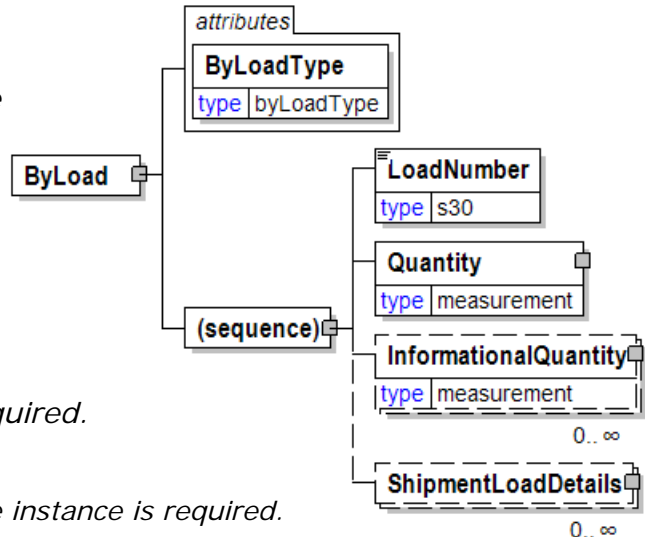 attributes
ByLoadType
type byLoadType
ByLoad
LoadNumber
type s30
Quantity
type measurement
(sequence)
InformationalQuantity
type measurement
0.. ∞
ShipmentLoadDetails
0.. ∞
instance is required.